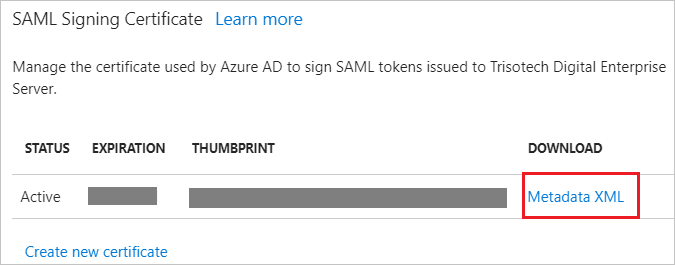 SAML Signing Certificate Learn more
Manage the certificate used by Azure AD to sign SAML tokens issued to Trisotech Digital Enterprise
Server.
STATUS EXPIRATION THUMBPRINT DOWNLOAD
Active Metadata XML
Create new certificate